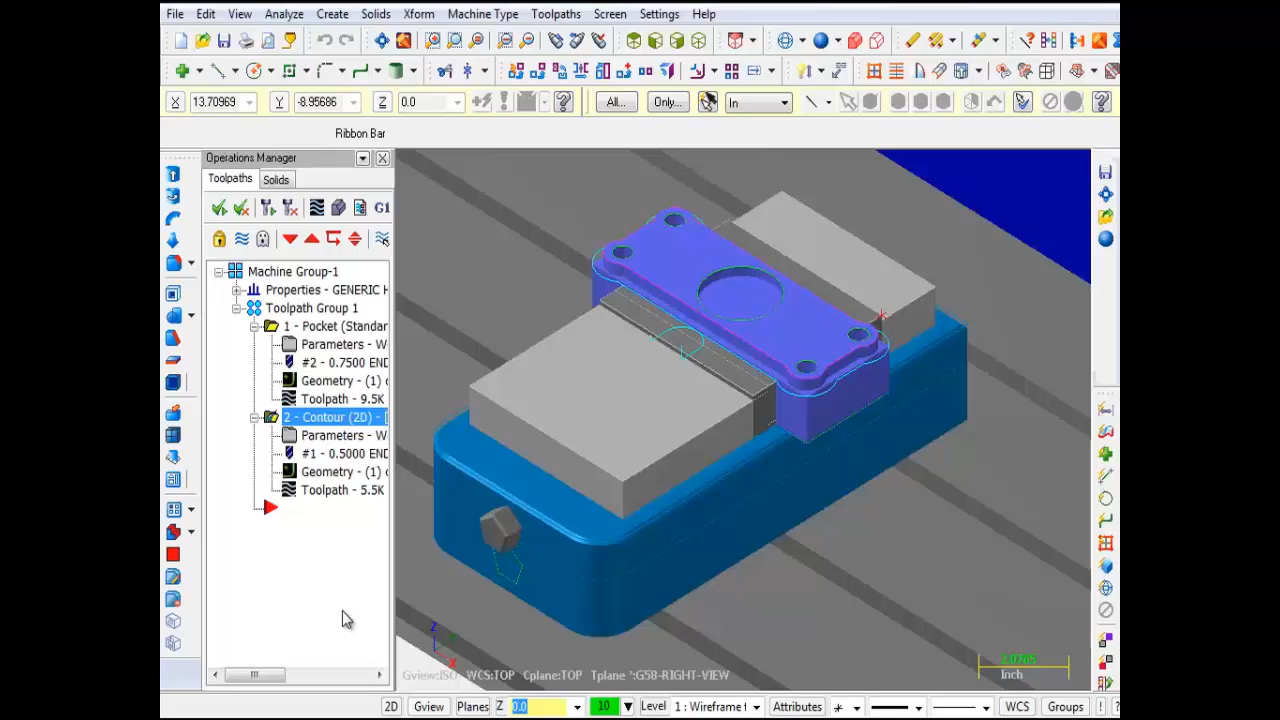 File Edit View Analyze Create Solids Xform Machine Type Toolpaths Screen Settings Help
X 13.70969 Y -8.95686 Z 0.0 All... Only... In
Ribbon Bar
Operations Manager
Toolpaths Solids
G1
Machine Group-1
Properties - GENERIC H
Toolpath Group 1
1 - Pocket (Standar
Parameters - W
#2 - 0.7500 END
Geometry - (1)
Toolpath - 9.5K
2 - Contour (2D) - [
Parameters - W
#1 - 0.5000 END
Geometry - (1)
Toolpath - 5.5K
Z
X
Gview:ISO WCS:TOP Cplane:TOP Tplane *:G58-RIGHT-VIEW
Inch
2D Gview Planes Z 0.0 10 Level 1 : Wireframe Attributes * WCS Groups ! ?